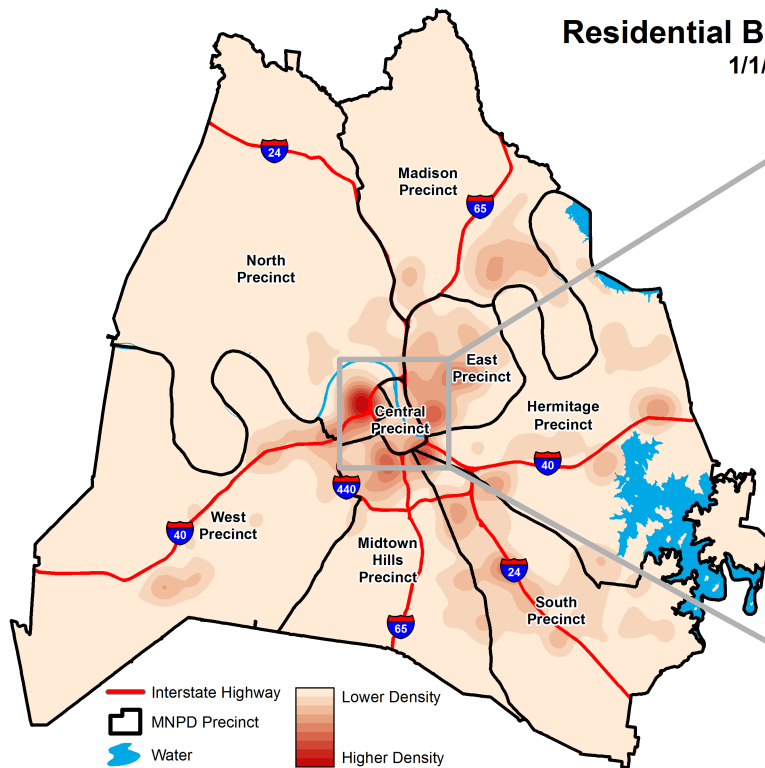 Residential B
1/1/
24
Madison
Precinct
65
North
Precinct
East
Precinct
Central
Precinct
Hermitage
Precinct
40
440
West
Precinct
40
Midtown
Hills
Precinct
24
South
Precinct
65
Interstate Highway
MNPD Precinct
Water
Lower Density
Higher Density